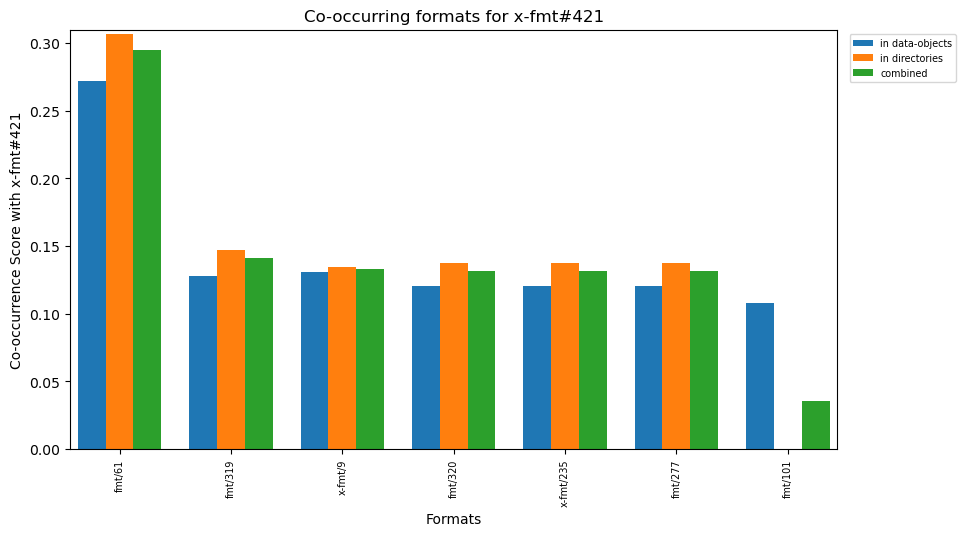 Co-occurring formats for x-fmt#421
in data-objects
in directories
combined
Co-occurrence Score with x-fmt#421
0.30
0.25
0.20
0.15
0.10
0.05
0.00
fmt/61
fmt/319
x-fmt/9
fmt/320
x-fmt/235
fmt/277
fmt/101
Formats